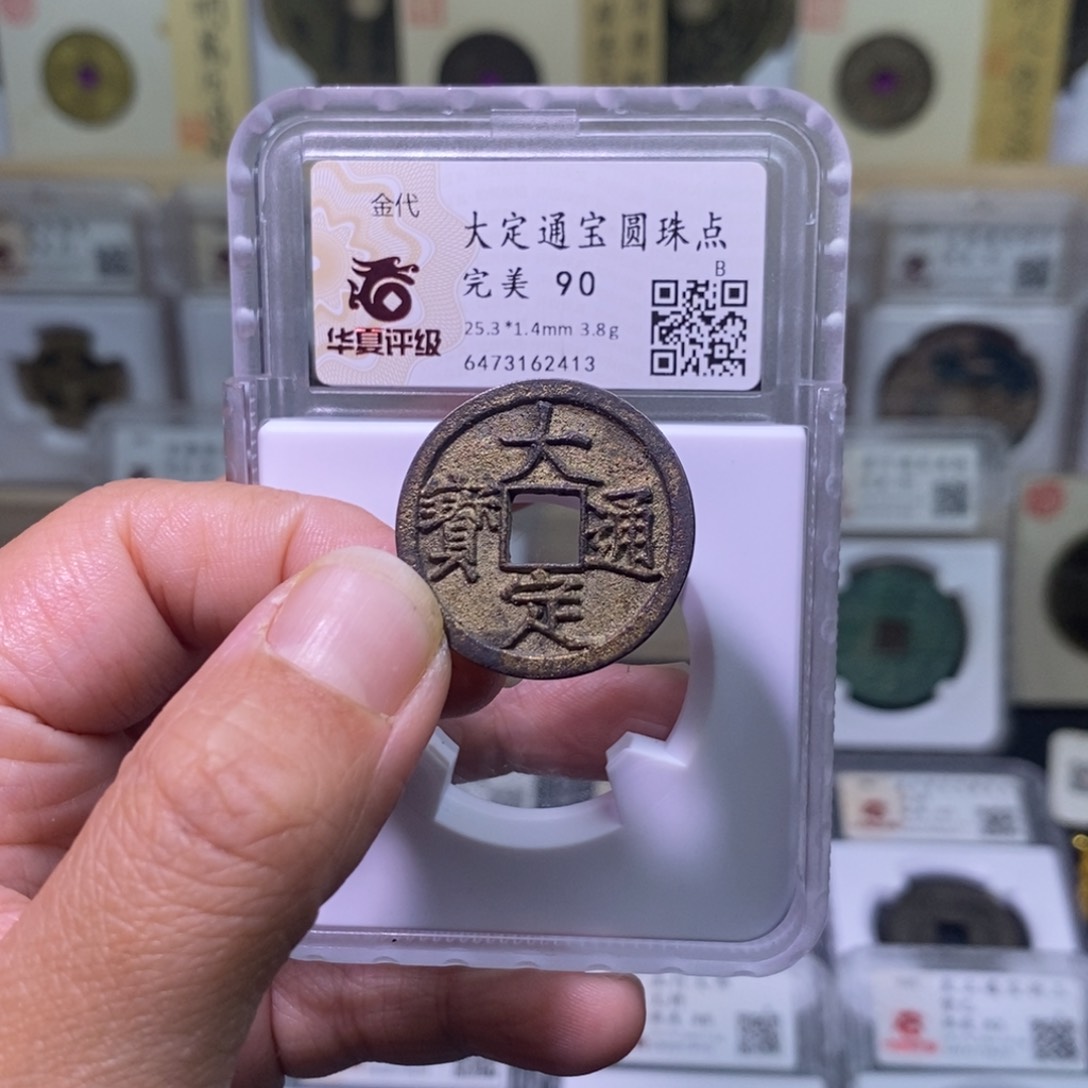 金代
大定通宝圆珠点
完美 90
B
25.3*1.4mm 3.8g
6473162413
华夏评级
大
寶 通
定